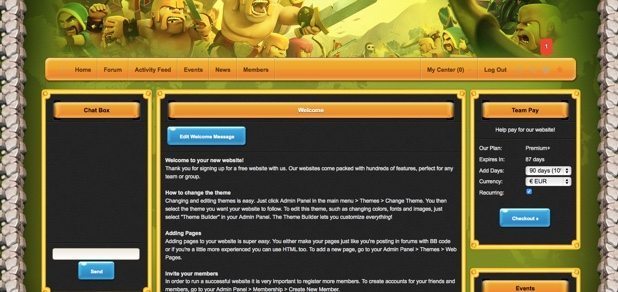 1
Home Forum Activity Feed Events News Members My Center (0) Log Out
Chat Box
Send
Welcome
Edit Welcome Message
Welcome to your new website!
Thank you for signing up for a free website with us. Our websites come packed with hundreds of features, perfect for any
team or group.
How to change the theme
Changing and editing themes is easy. Just click Admin Panel in the main menu > Themes > Change Theme. You then
select the theme you want your website to follow. To edit this theme, such as changing colors, fonts and images, just
select "Theme Builder" in your Admin Panel. The Theme Builder lets you customize everything!
Adding Pages
Adding pages to your website is super easy. You either make your pages just like you're posting in forums with BB code
or if you're a little more experienced you can use HTML too. To add a new page, go to your Admin Panel > Themes > Web
Pages.
Invite your members
In order to run a successful website it is very important to register more members. To create accounts for your friends and
members, go to your Admin Panel > Membership > Create New Member.
Team Pay
Help pay for our website!
Our Plan: Premium+
Expires In: 87 days
Add Days: 90 days (10
Currency: € EUR
Recurring:
Checkout »
Events